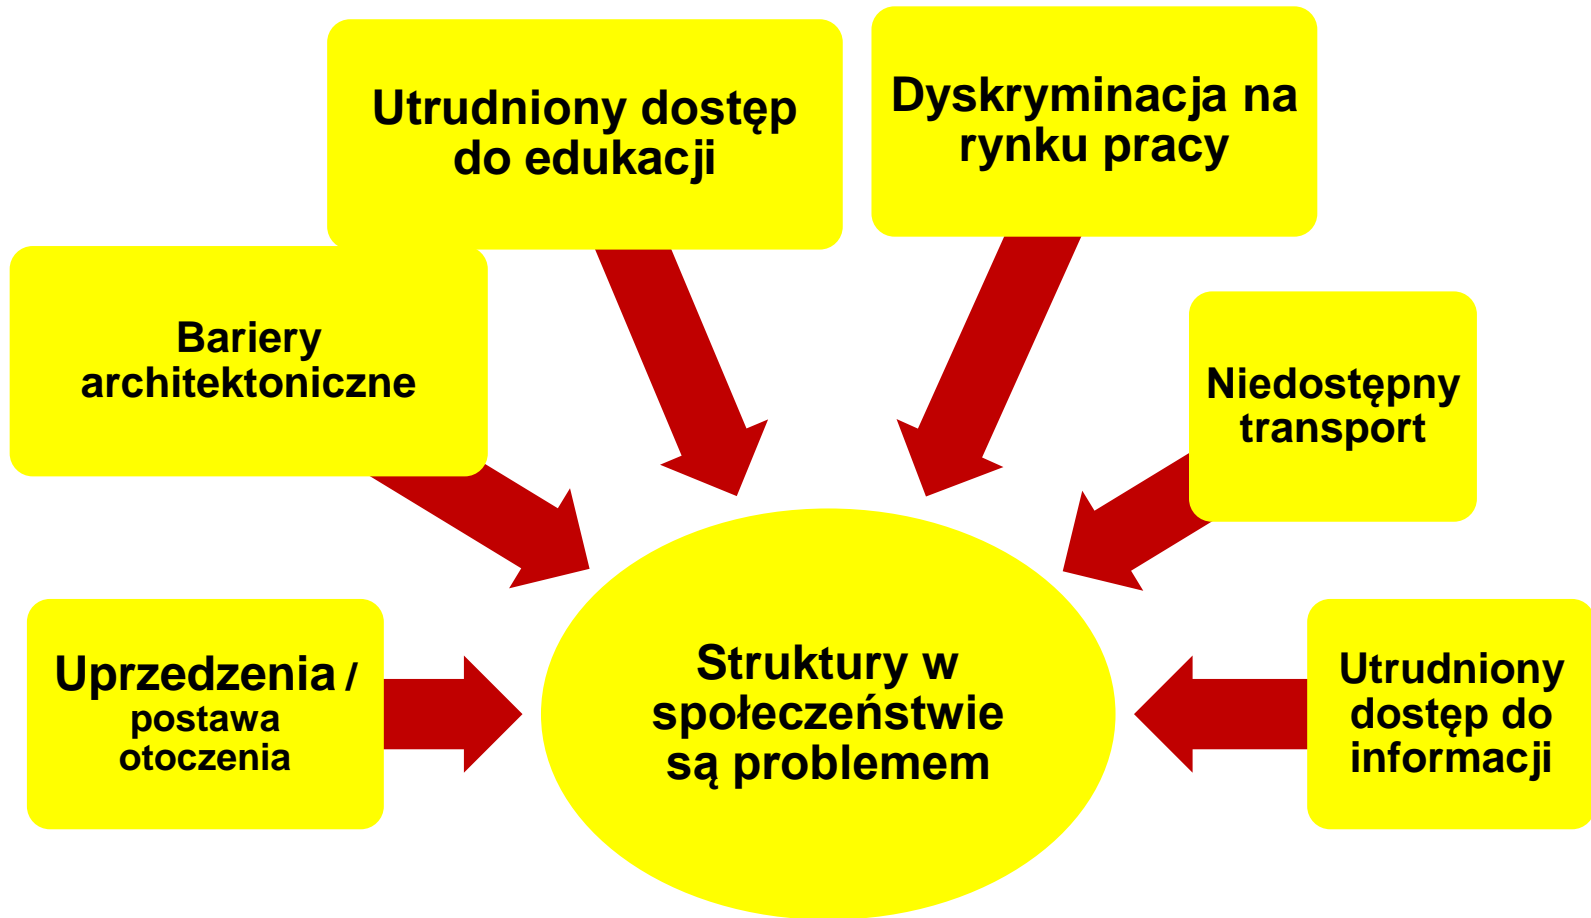 Utrudniony dostęp
do edukacji
Dyskryminacja na
rynku pracy
Bariery
architektoniczne
Niedostępny
transport
Uprzedzenia /
postawa
otoczenia
Struktury w
społeczeństwie
są problemem
Utrudniony
dostęp do
informacji